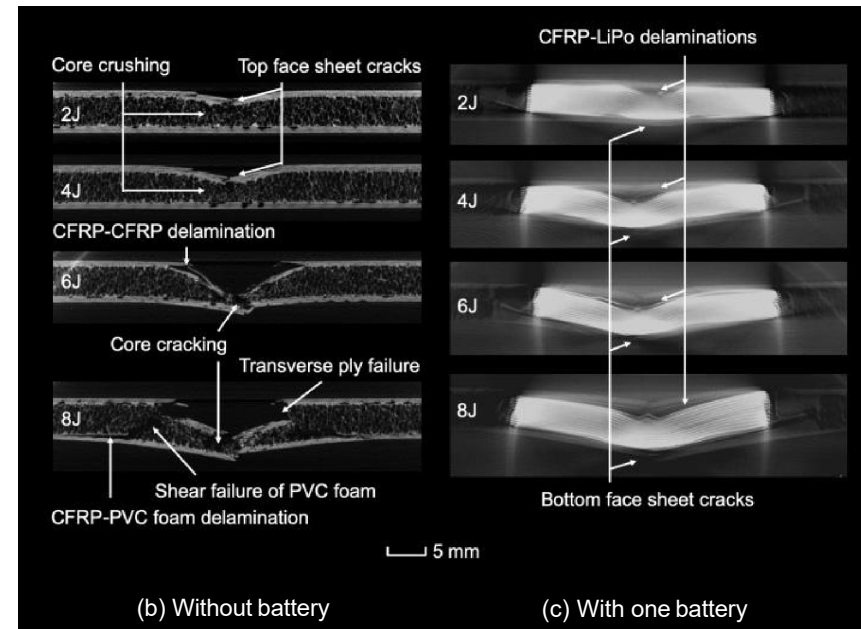 Core crushing
Top face sheet cracks
2J
4J
CFRP-CFRP delamination
6J
Core cracking
Transverse ply failure
8J
Shear failure of PVC foam
CFRP-PVC foam delamination
CFRP-LiPo delaminations
2J
4J
6J
8J
Bottom face sheet cracks
5 mm
(b) Without battery
(c) With one battery